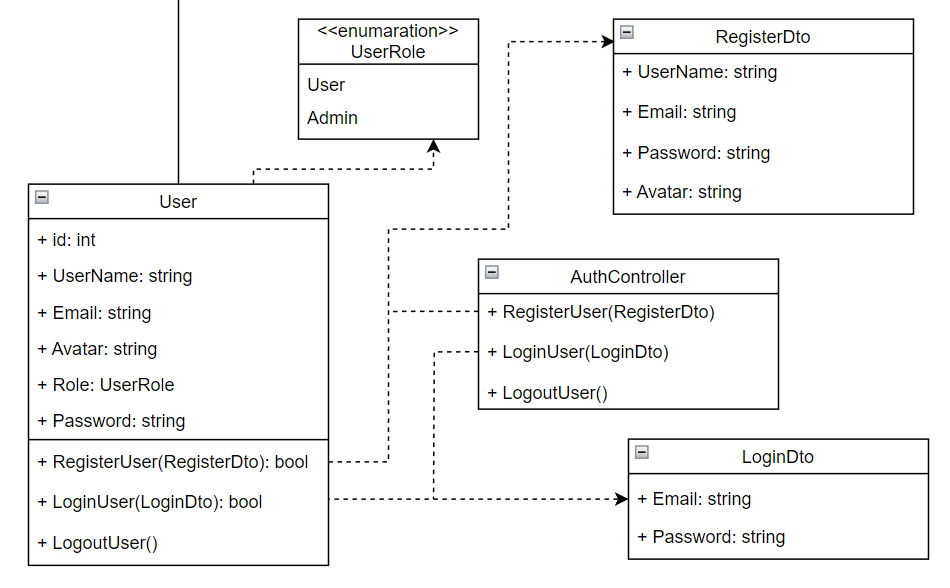 <<enumaration>>
UserRole
User
Admin
RegisterDto
+ UserName: string
+ Email: string
+ Password: string
+ Avatar: string
User
+ id: int
+ UserName: string
+ Email: string
+ Avatar: string
+ Role: UserRole
+ Password: string
+ RegisterUser(RegisterDto): bool
+ LoginUser(LoginDto): bool
+ LogoutUser()
AuthController
+ RegisterUser(RegisterDto)
+ LoginUser(LoginDto)
+ LogoutUser()
LoginDto
+ Email: string
+ Password: string